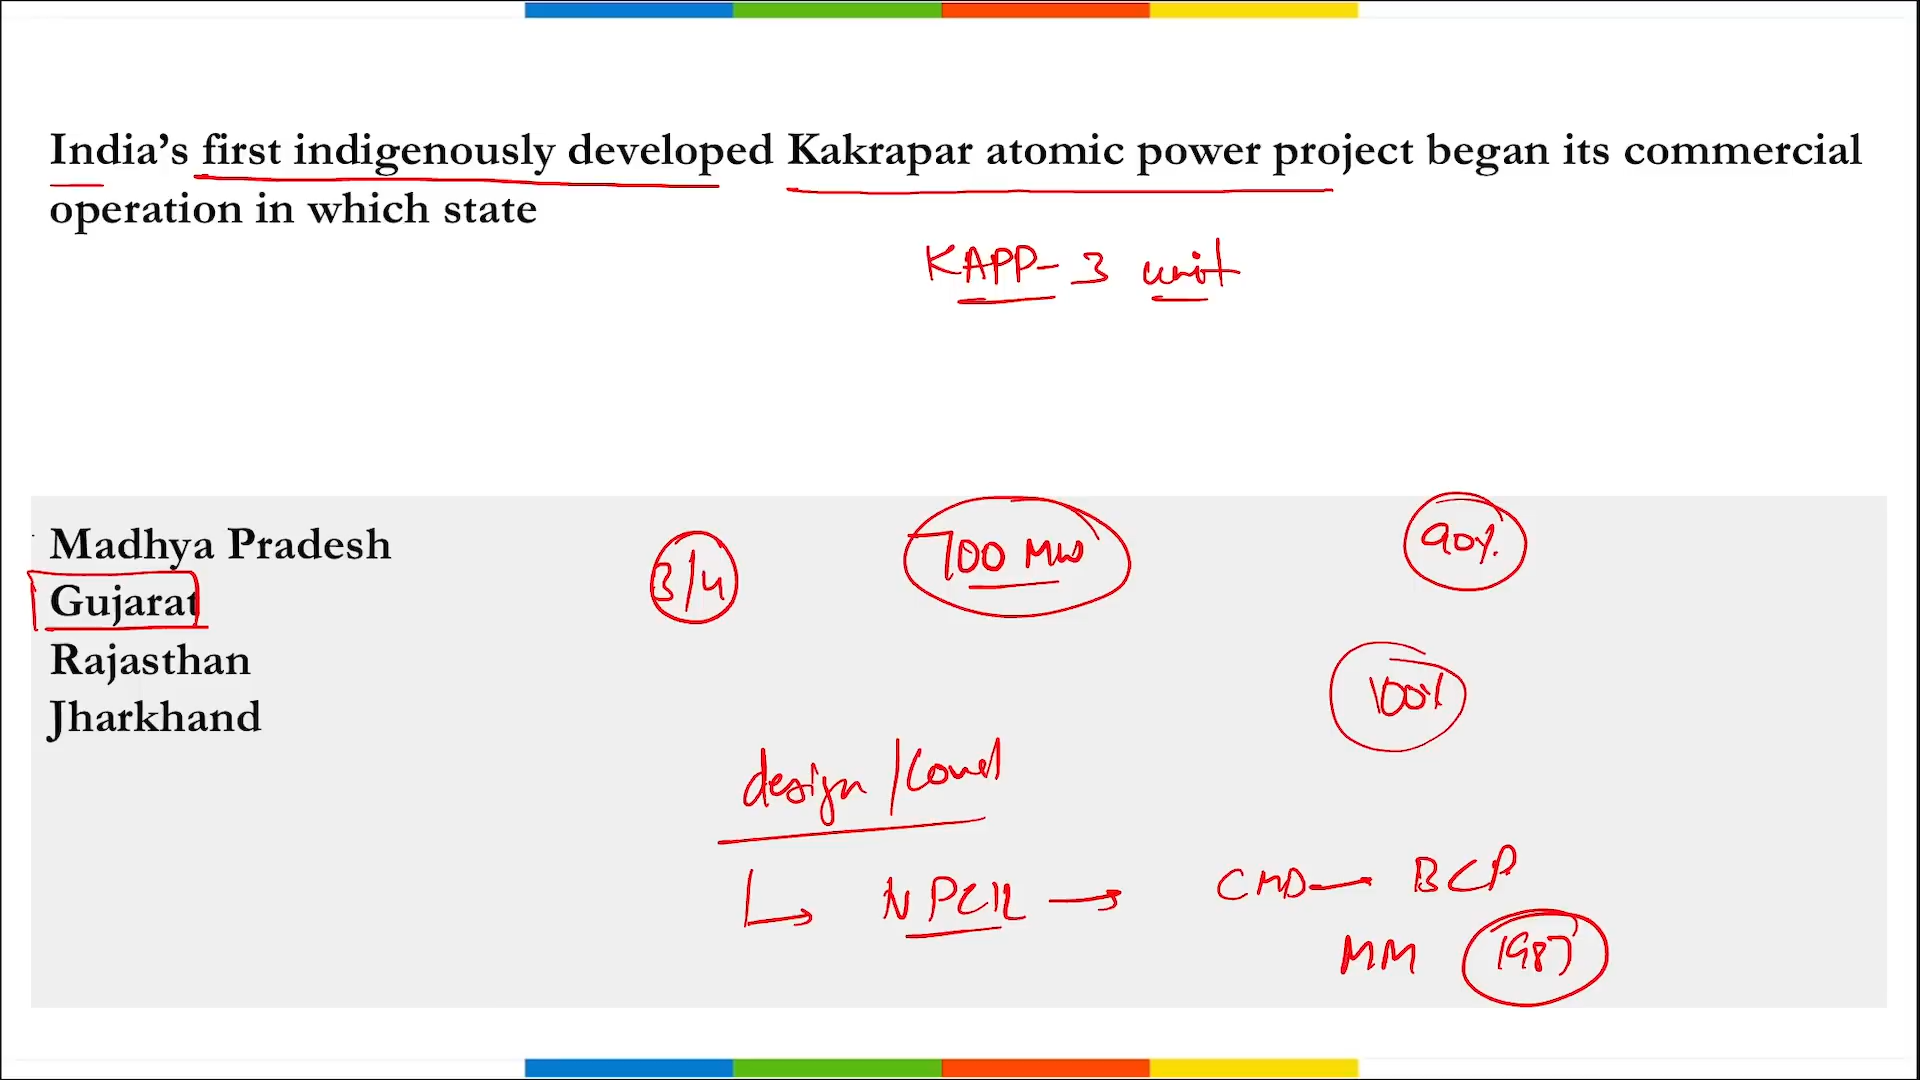 India's first indigenously developed Kakrapar atomic power project began its commercial
operation in which state
KAPP-3 unit
Madhya Pradesh
Gujarat
Rajasthan
Jharkhand
3/4
700 MW
90%
100%
design /
NPCIL → CMD— BCP
MM 1987